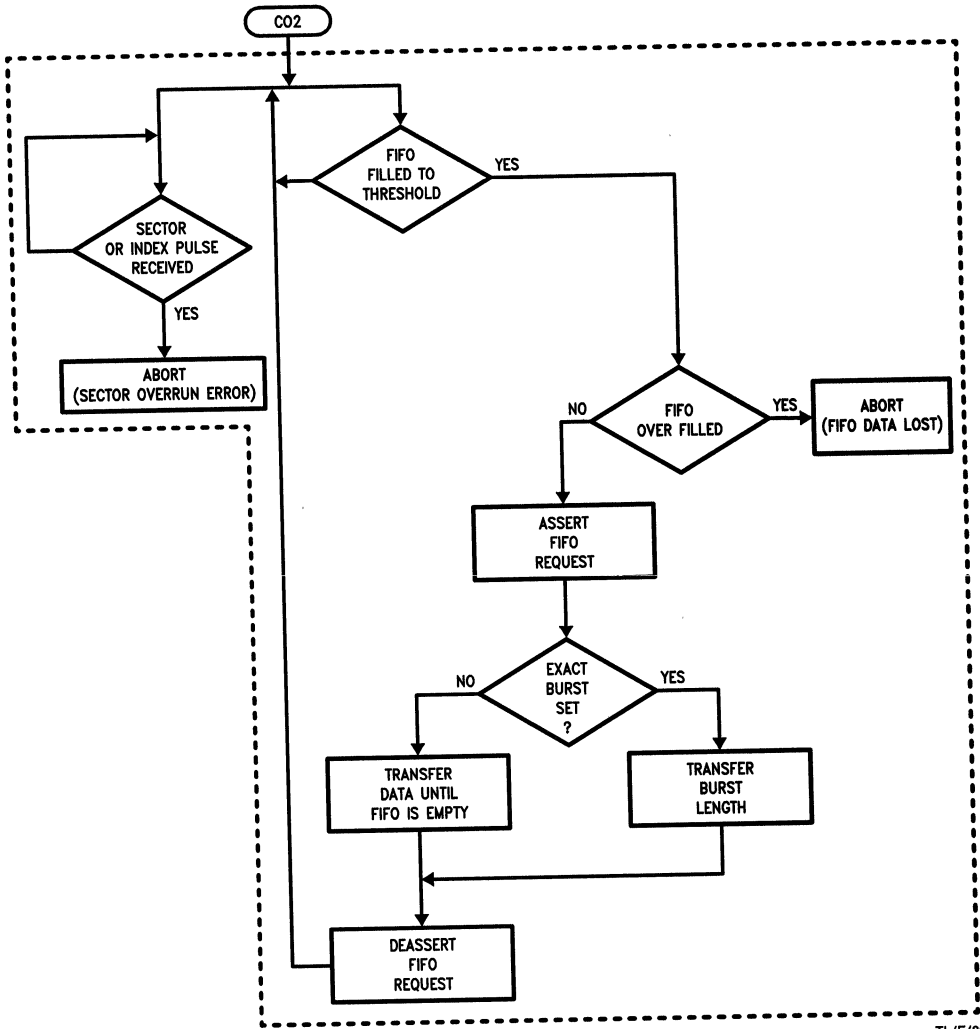 CO2
FIFO
FILLED TO
THRESHOLD
YES
SECTOR
OR INDEX PULSE
RECEIVED
YES
ABORT
(SECTOR OVERRUN ERROR)
NO
FIFO
OVER FILLED
YES
ABORT
(FIFO DATA LOST)
ASSERT
FIFO
REQUEST
NO
EXACT
BURST
SET
?
YES
TRANSFER
DATA UNTIL
FIFO IS EMPTY
TRANSFER
BURST
LENGTH
DEASSERT
FIFO
REQUEST